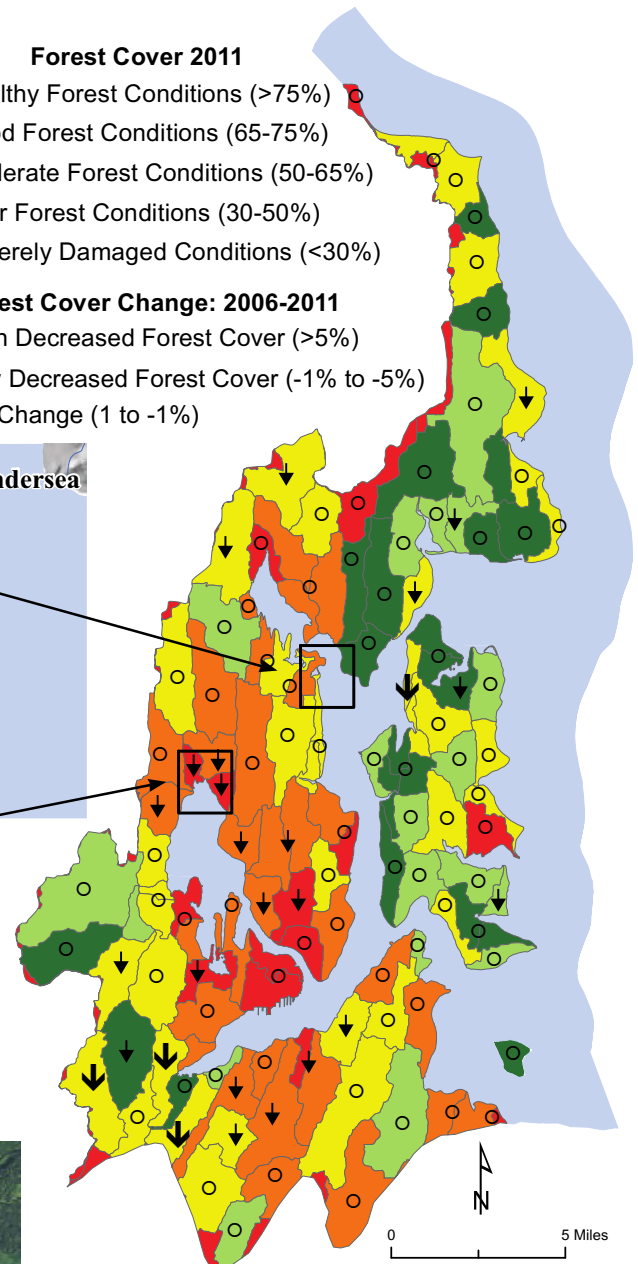 Forest Cover 2011
lthy Forest Conditions (>75%)
d Forest Conditions (65-75%)
derate Forest Conditions (50-65%)
r Forest Conditions (30-50%)
erely Damaged Conditions (<30%)
est Cover Change: 2006-2011
h Decreased Forest Cover (>5%)
Decreased Forest Cover (-1% to -5%)
Change (1 to -1%)
ndersea
N
0 5 Miles